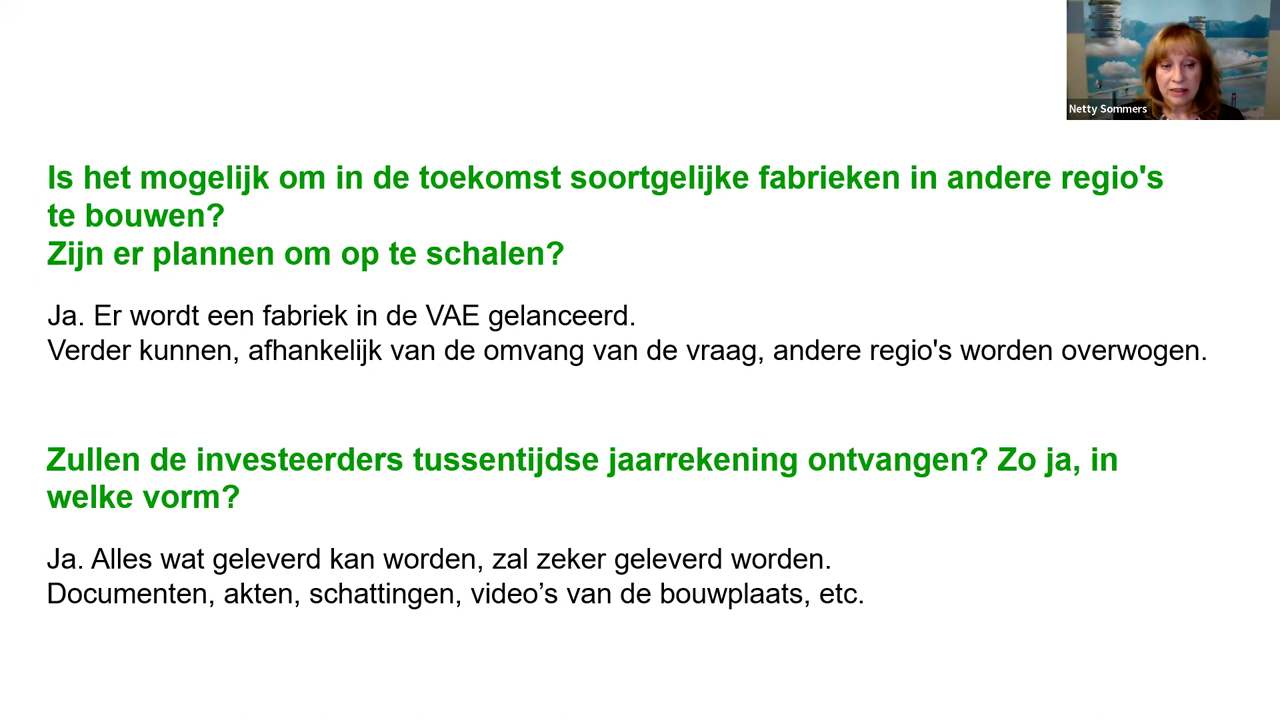 Netty Sommers
Is het mogelijk om in de toekomst soortgelijke fabrieken in andere regio's
te bouwen?
Zijn er plannen om op te schalen?
Ja. Er wordt een fabriek in de VAE gelanceerd.
Verder kunnen, afhankelijk van de omvang van de vraag, andere regio's worden overwogen.
Zullen de investeerders tussentijdse jaarrekening ontvangen? Zo ja, in
welke vorm?
Ja. Alles wat geleverd kan worden, zal zeker geleverd worden.
Documenten, akten, schattingen, video’s van de bouwplaats, etc.